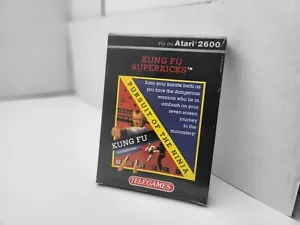 For the Atari® 2600
KUNG FU
SUPERKICKS™
Earn your karate belts as
you face the dangerous
warriors who lie in
ambush on your
seven screen
journey
to the
monastery!
PURSUIT OF THE NINJA
KUNG FU
SUPERKICKS
TELEGAMES